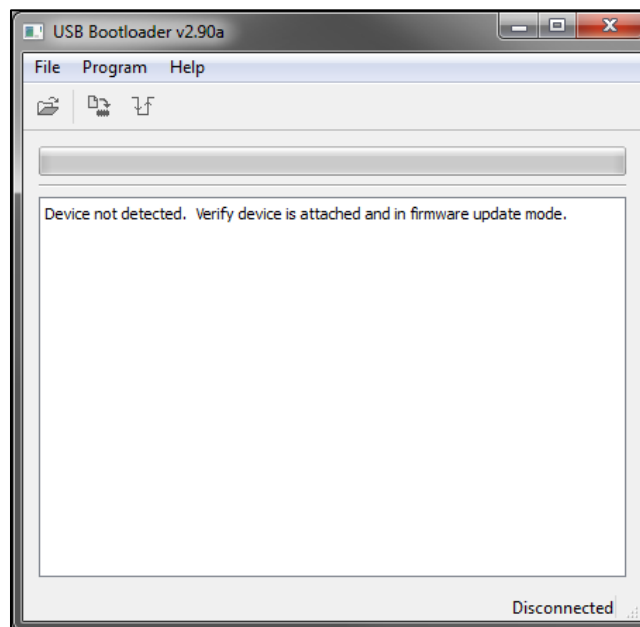 USB Bootloader v2.90a
File Program Help
Device not detected. Verify device is attached and in firmware update mode.
Disconnected